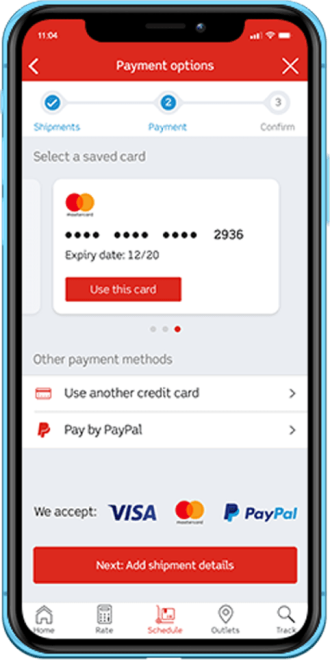 11:04
Payment options
2
3
Shipments
Payment
Confirm
Select a saved card
mastercard
•••• •••• •••• 2936
Expiry date: 12/20
Use this card
Other payment methods
Use another credit card
Pay by PayPal
We accept: VISA mastercard PayPal
Next: Add shipment details
Home
Rate
Schedule
Outlets
Track